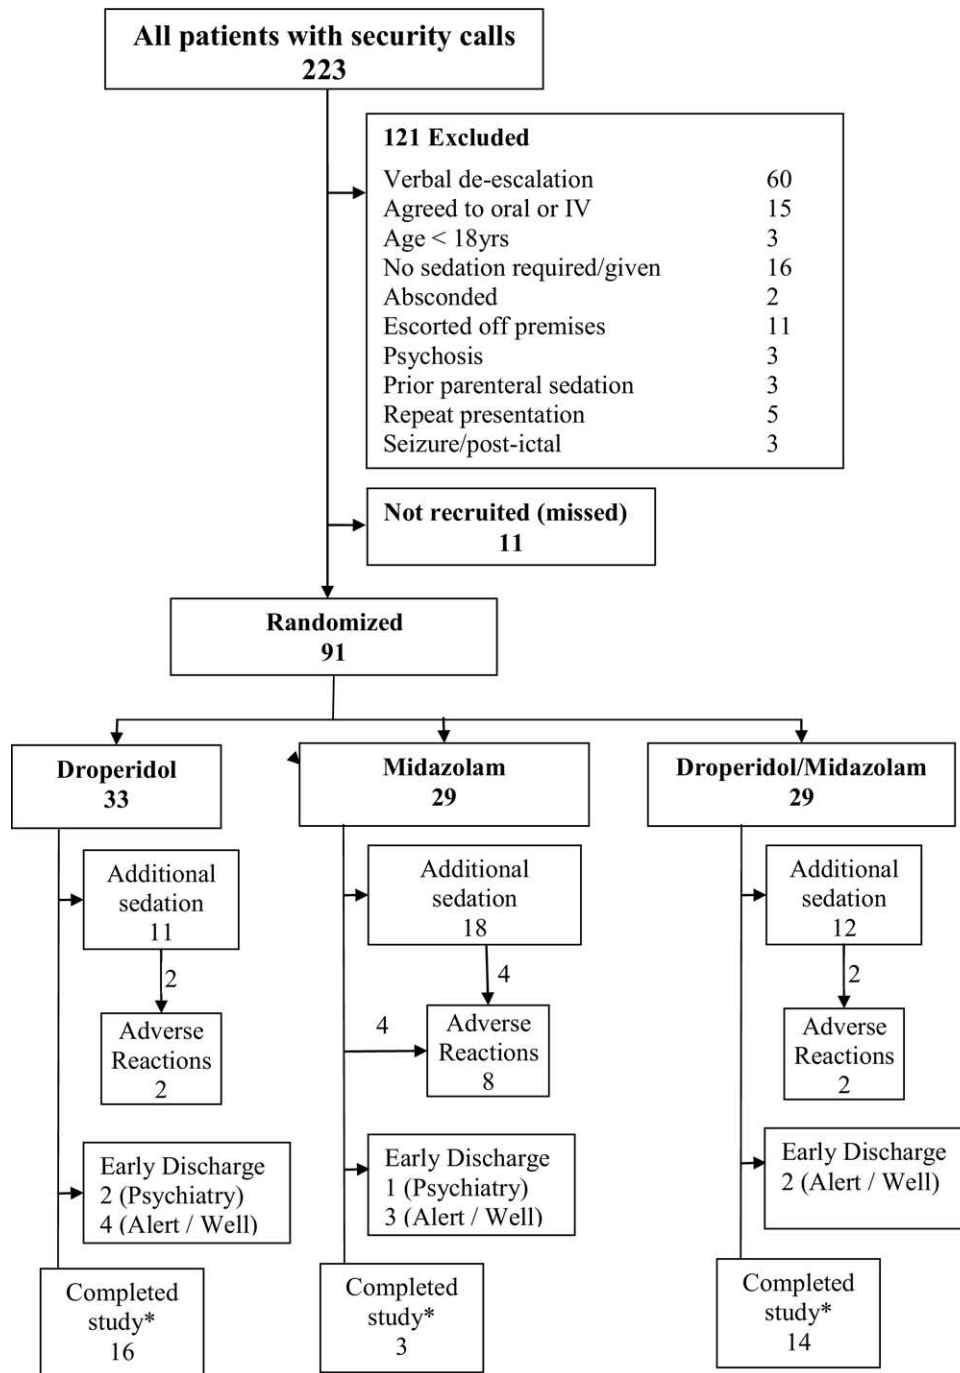 All patients with security calls
223
121 Excluded
Verbal de-escalation 60
Agreed to oral or IV 15
Age < 18yrs 3
No sedation required/given 16
Absconded 2
Escorted off premises 11
Psychosis 3
Prior parenteral sedation 3
Repeat presentation 5
Seizure/post-ictal 3
Not recruited (missed)
11
Randomized
91
Droperidol
33
Additional
sedation
11
2
Adverse
Reactions
2
Early Discharge
2 (Psychiatry)
4 (Alert / Well)
Completed
study*
16
Midazolam
29
Additional
sedation
18
4
4
Adverse
Reactions
8
Early Discharge
1 (Psychiatry)
3 (Alert / Well)
Completed
study*
3
Droperidol/Midazolam
29
Additional
sedation
12
2
Adverse
Reactions
2
Early Discharge
2 (Alert / Well)
Completed
study*
14